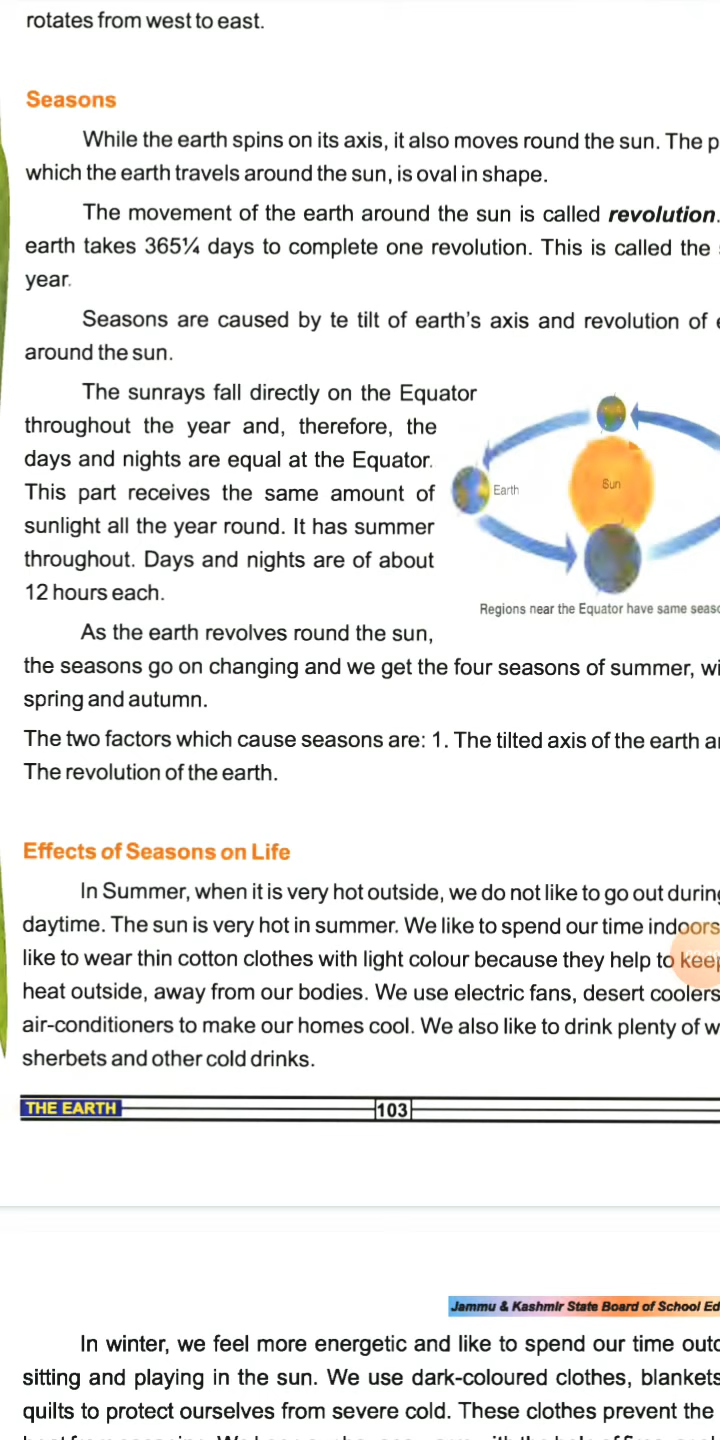 rotates from west to east.
Seasons
While the earth spins on its axis, it also moves round the sun. The
which the earth travels around the sun, is oval in shape.
The movement of the earth around the sun is called revolution.
earth takes 365¼ days to complete one revolution. This is called the
year.
Seasons are caused by te tilt of earth's axis and revolution of
around the sun.
The sunrays fall directly on the Equator
throughout the year and, therefore, the
days and nights are equal at the Equator.
This part receives the same amount of
sunlight all the year round. It has summer
throughout. Days and nights are of about
12 hours each.
Earth
Sun
Regions near the Equator have same
As the earth revolves round the sun,
the seasons go on changing and we get the four seasons of summer,
spring and autumn.
The two factors which cause seasons are: 1. The tilted axis of the earth
The revolution of the earth.
Effects of Seasons on Life
In Summer, when it is very hot outside, we do not like to go out
daytime. The sun is very hot in summer. We like to spend our time indoors
like to wear thin cotton clothes with light colour because they help to keep
heat outside, away from our bodies. We use electric fans, desert coolers
air-conditioners to make our homes cool. We also like to drink plenty of
sherbets and other cold drinks.
THE EARTH 103
Jammu & Kashmir State Board of School
In winter, we feel more energetic and like to spend our time
sitting and playing in the sun. We use dark-coloured clothes, blankets
quilts to protect ourselves from severe cold. These clothes prevent the